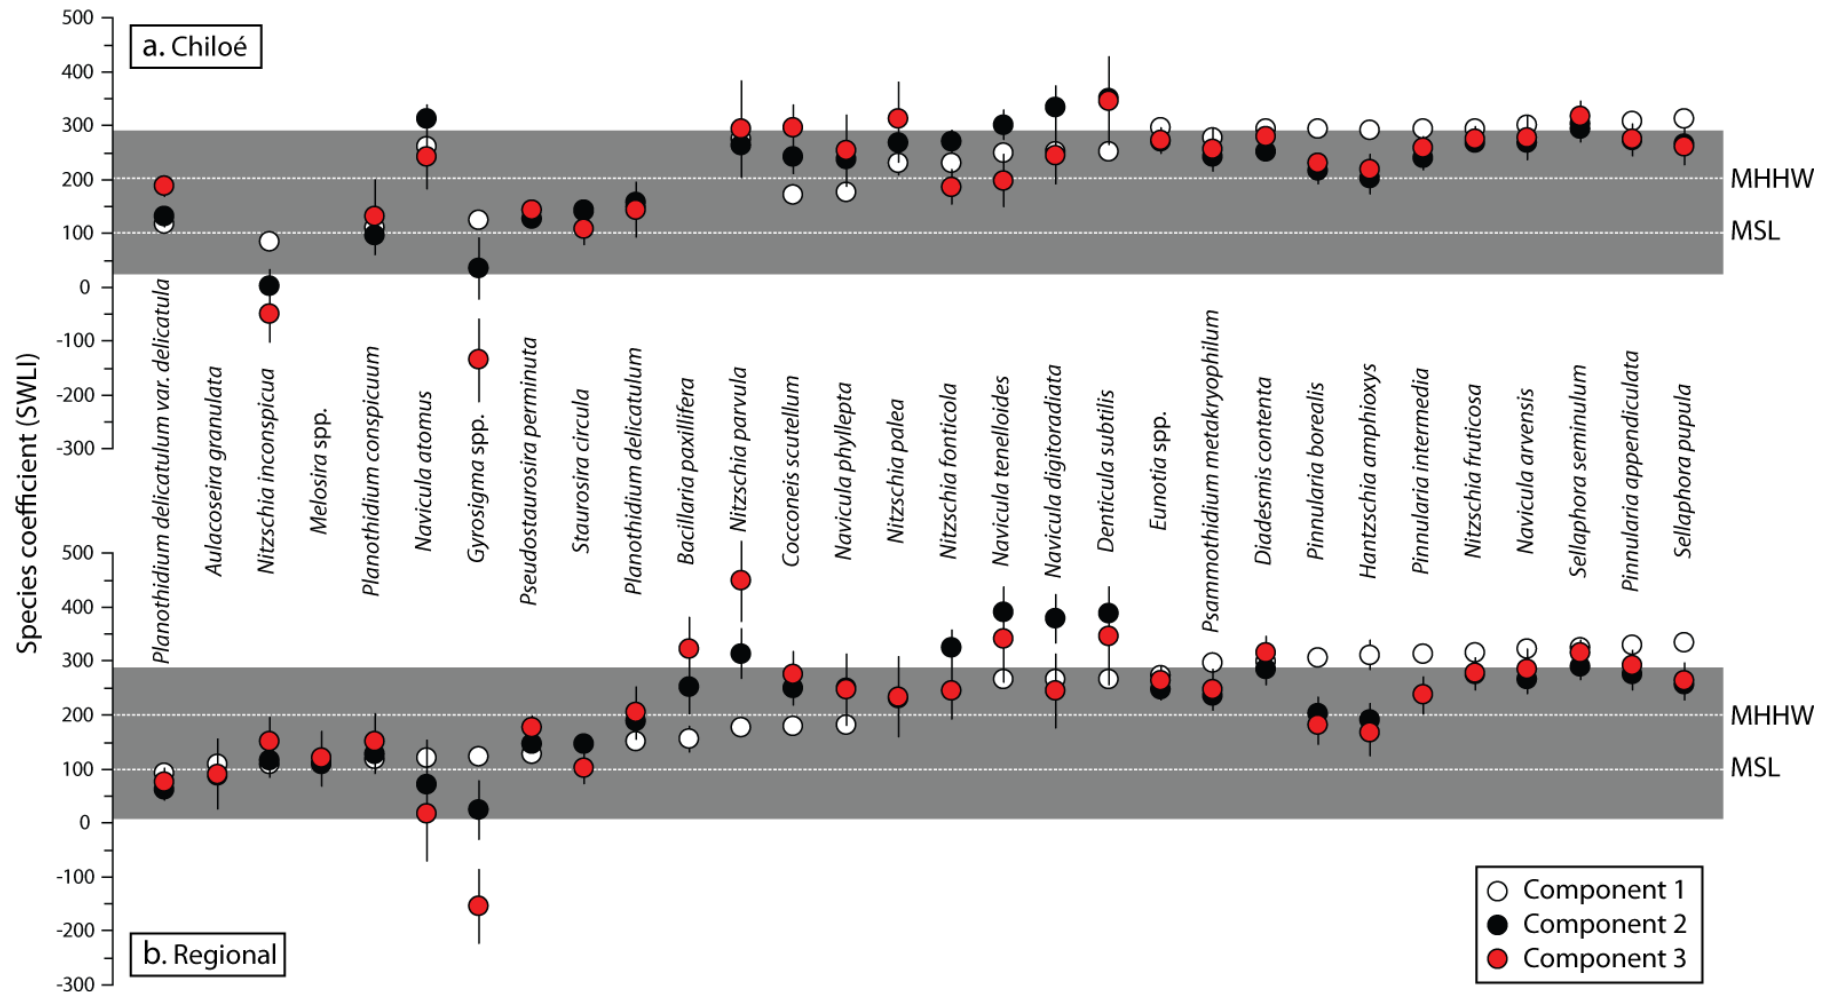 500
400
300
200
100
0
-100
-200
-300
a. Chiloé
MHHW
MSL
Species coefficient (SWLI)
Planothidium delicatulum var. delicatula
Aulacoseira granulata
Nitzschia inconspicua
Melosira spp.
Planothidium conspicuum
Navicula atomus
Gyrosigma spp.
Pseudostaurosira perminuta
Staurosira circula
Planothidium delicatulum
Bacillaria paxillifera
Nitzschia parvula
Cocconeis scutellum
Navicula phyllepta
Nitzschia palea
Nitzschia fonticola
Navicula tenelloides
Navicula digitoradiata
Denticula subtilis
Eunotia spp.
Psammothidium metakryophilum
Diadesmis contenta
Pinnularia borealis
Hantzschia amphioxys
Pinnularia intermedia
Nitzschia fruticosa
Navicula arvensis
Sellaphora seminulum
Pinnularia appendiculata
Sellaphora pupula
500
400
300
200
100
0
-100
-200
-300
MHHW
MSL
b. Regional
Component 1
Component 2
Component 3